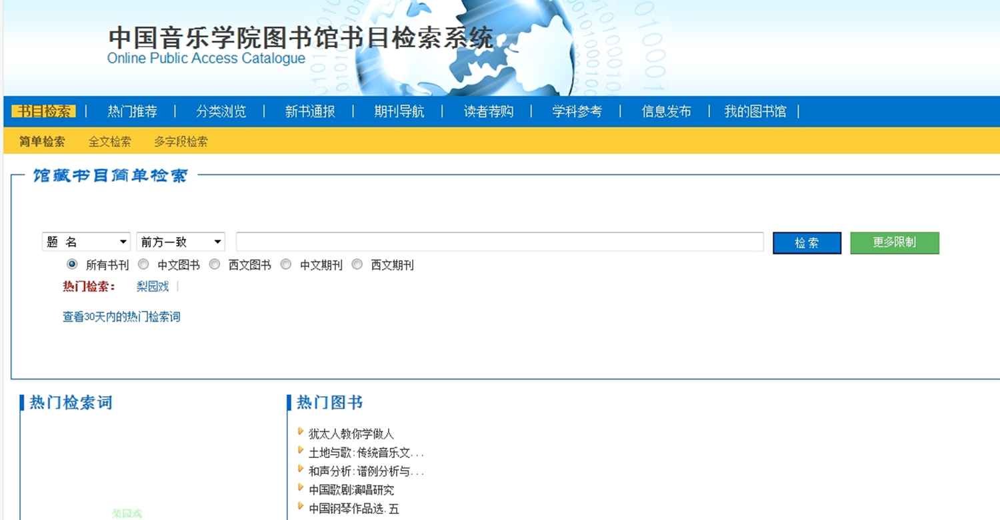 中国音乐学院图书馆书目检索系统
Online Public Access Catalogue
书目检索 | 热门推荐 | 分类浏览 | 新书通报 | 期刊导航 | 读者荐购 | 学科参考 | 信息发布 | 我的图书馆 |
简单检索 全文检索 多字段检索
馆藏书目简单检索
题 名 前方一致 检 索 更多限制
所有书刊 中文图书 西文图书 中文期刊 西文期刊
热门检索： 梨园戏 |
查看30天内的热门检索词
热门检索词
梨园戏
热门图书
犹太人教你学做人
土地与歌:传统音乐文...
和声分析:谱例分析与...
中国歌剧演唱研究
中国钢琴作品选.五